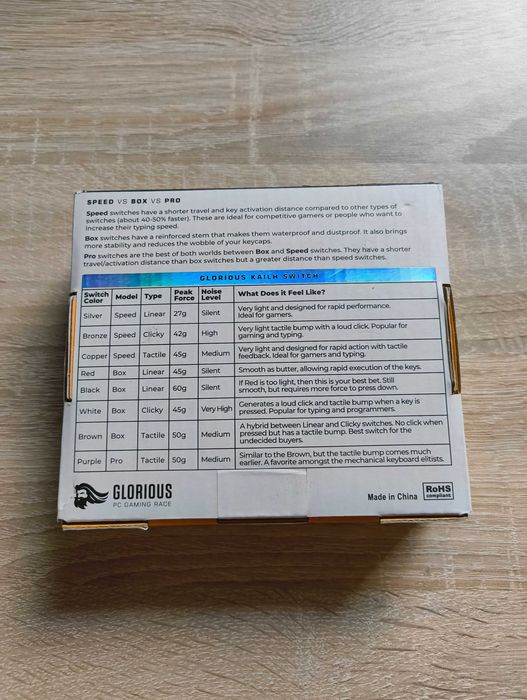 SPEED VS BOX VS PRO
Speed switches have a shorter travel and key activation distance compared to other types of
switches (about 40-50% faster). These are ideal for competitive gamers or people who want to
increase their typing speed.
Box switches have a reinforced stem that makes them waterproof and dustproof. It also brings
more stability and reduces the wobble of your keycaps.
Pro switches are the best of both worlds between Box and Speed switches. They have a shorter
travel/activation distance than box switches but a greater distance than speed switches.
GLORIOUS KAILH SWITCH
Switch Color Model Type Peak Force Noise Level What Does it Feel Like?
Silver Speed Linear 27g Silent Very light and designed for rapid performance.
Ideal for gamers.
Bronze Speed Clicky 42g High Very light tactile bump with a loud click. Popular for
gaming and typing.
Copper Speed Tactile 45g Medium Very light and designed for rapid action with tactile
feedback. Ideal for gamers and typing.
Red Box Linear 45g Silent Smooth as butter, allowing rapid execution of the keys.
Black Box Linear 60g Silent If Red is too light, then this is your best bet. Still
smooth, but requires more force to press down.
White Box Clicky 45g Very High Generates a loud click and tactile bump when a key is
pressed. Popular for typing and programmers.
Brown Box Tactile 50g Medium A hybrid between Linear and Clicky switches. No click when
pressed but has a tactile bump. Best switch for the
undecided buyers.
Purple Pro Tactile 50g Medium Similar to the Brown, but the tactile bump comes much
earlier. A favorite amongst the mechanical keyboard elitists.
GLORIOUS
PC GAMING RACE
Made in China
RoHS
compliant